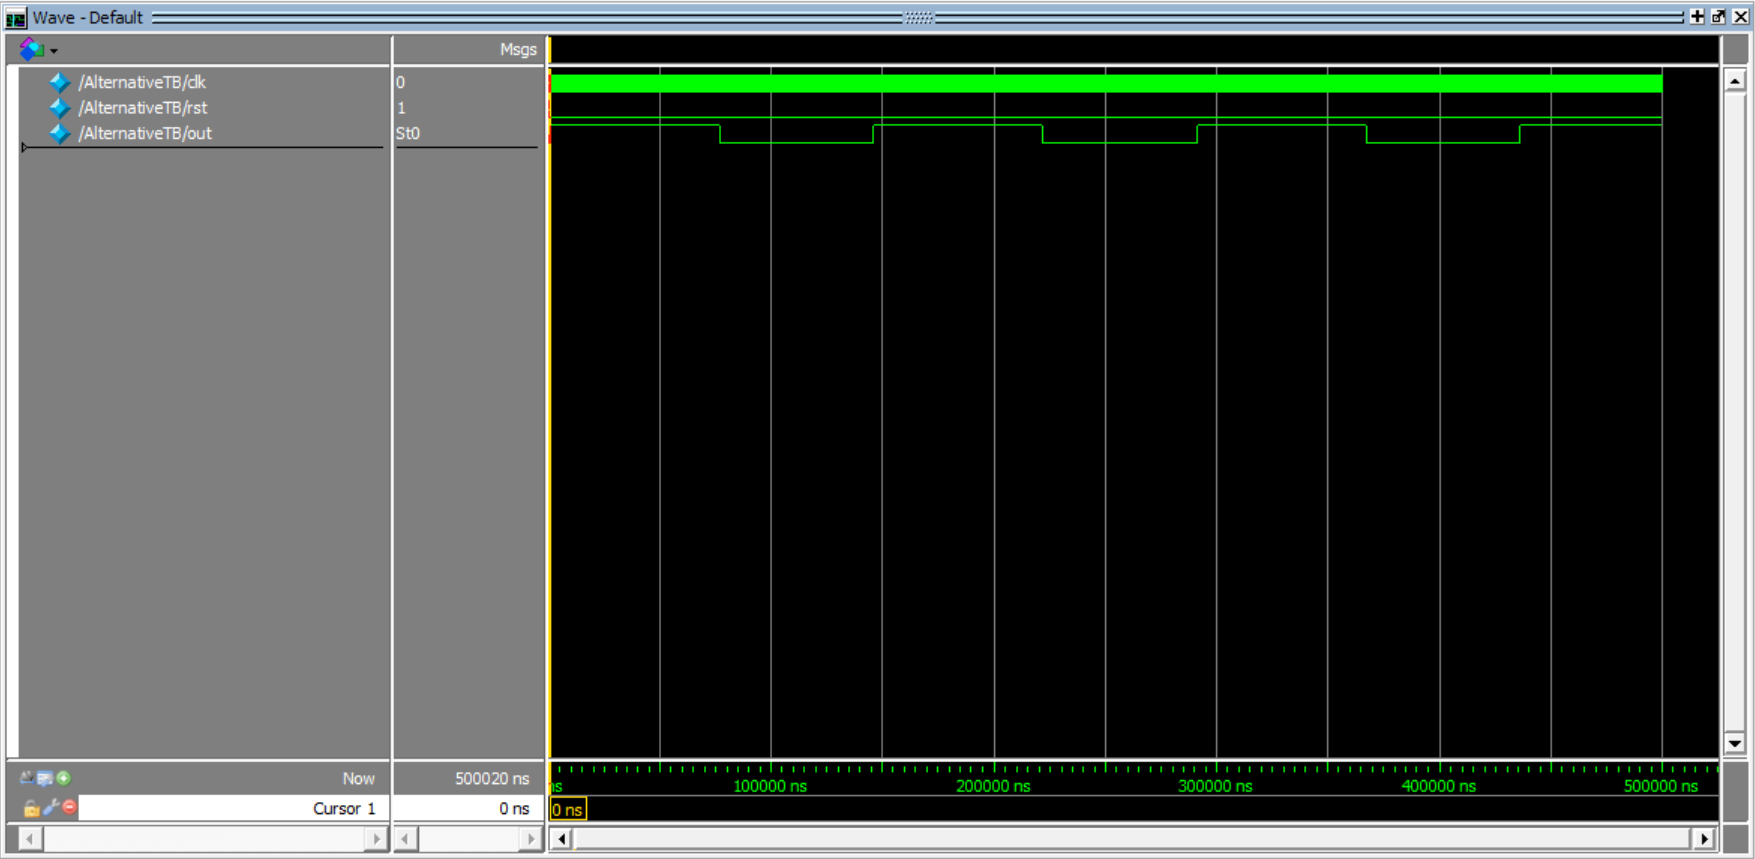 Wave - Default
Msgs
/AlternativeTB/clk 0
/AlternativeTB/rst 1
/AlternativeTB/out St0
Now 500020 ns
ns 100000 ns 200000 ns 300000 ns 400000 ns 500000 ns
Cursor 1 0 ns
0 ns